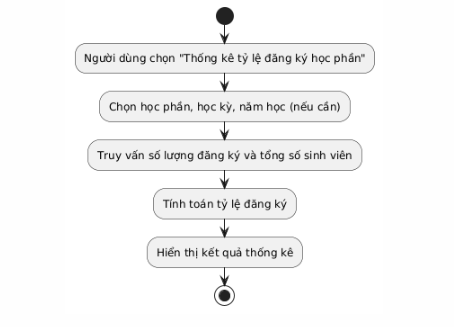 Người dùng chọn "Thống kê tỷ lệ đăng ký học phần"
Chọn học phần, học kỳ, năm học (nếu cần)
Truy vấn số lượng đăng ký và tổng số sinh viên
Tính toán tỷ lệ đăng ký
Hiển thị kết quả thống kê